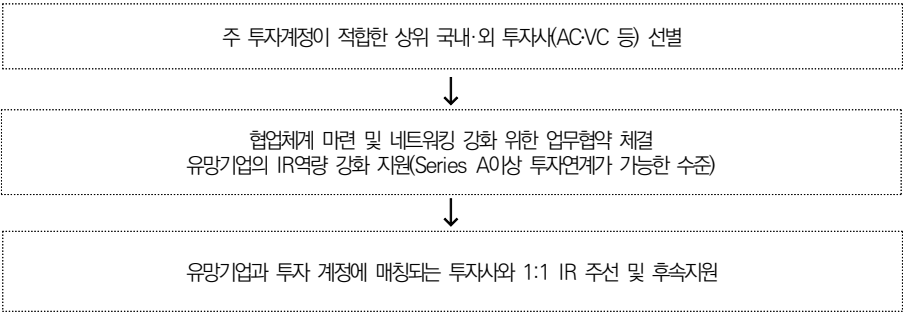 주 투자계정이 적합한 상위 국내·외 투자사(AC·VC 등) 선별
↓
협업체계 마련 및 네트워킹 강화 위한 업무협약 체결
유망기업의 IR역량 강화 지원(Series A이상 투자연계가 가능한 수준)
↓
유망기업과 투자 계정에 매칭되는 투자사와 1:1 IR 주선 및 후속지원